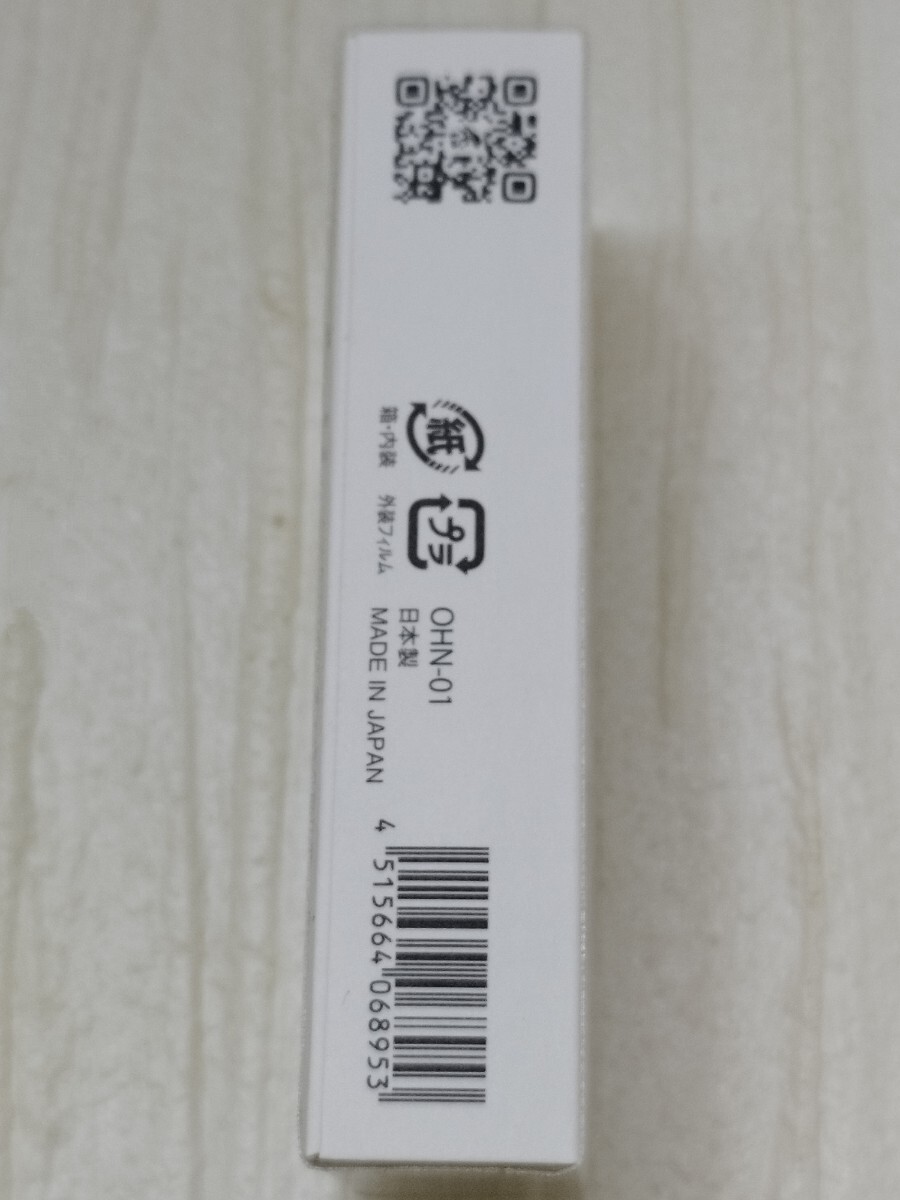 紙
箱・内装
プラ
外装フィルム
OHN-01
日本製
MADE IN JAPAN
4 515664 068953